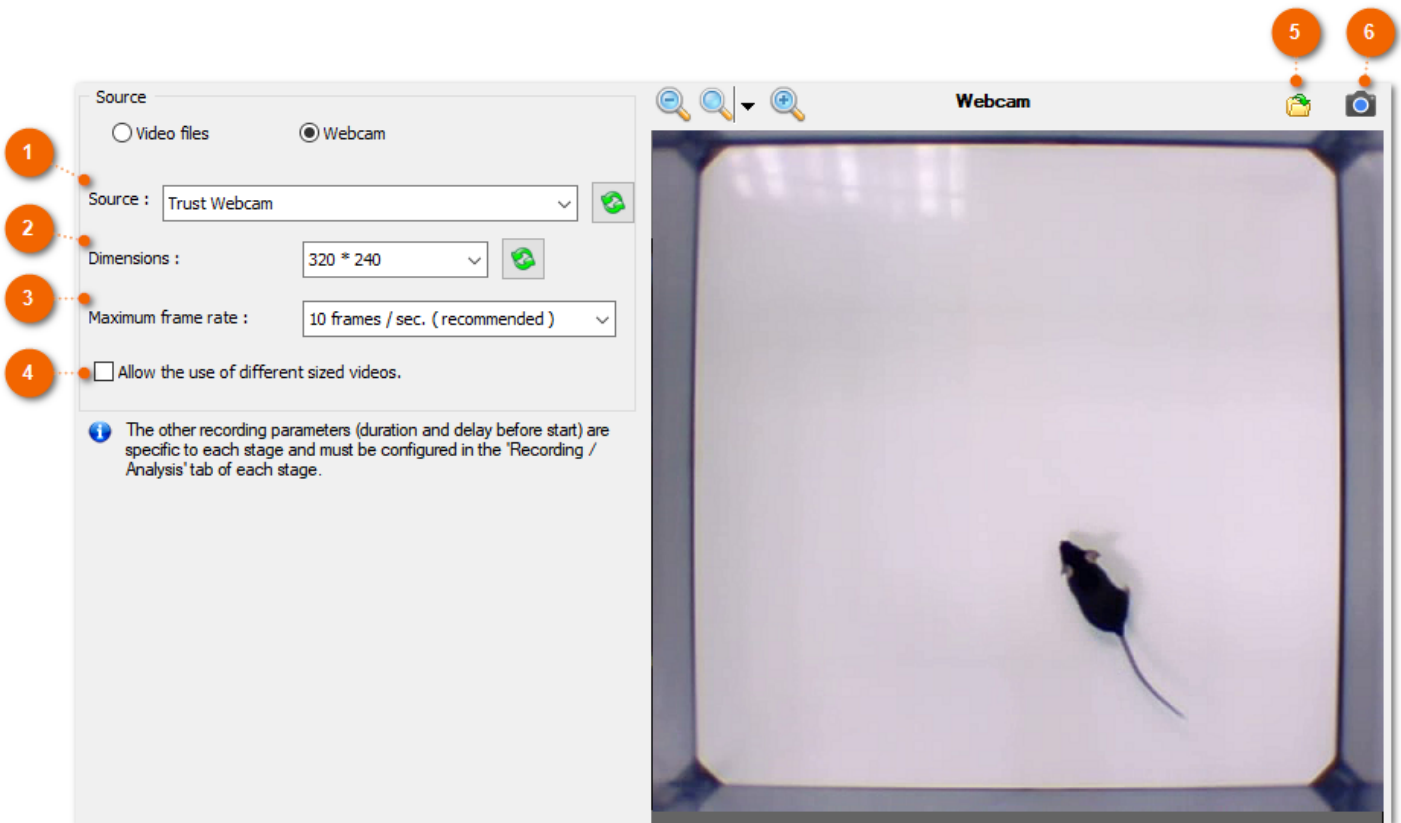 5
6
Source
Video files
Webcam
Webcam
1
Source :
Trust Webcam
2
Dimensions :
320 * 240
3
Maximum frame rate :
10 frames / sec. ( recommended )
4
Allow the use of different sized videos.
The other recording parameters (duration and delay before start) are
specific to each stage and must be configured in the 'Recording /
Analysis' tab of each stage.